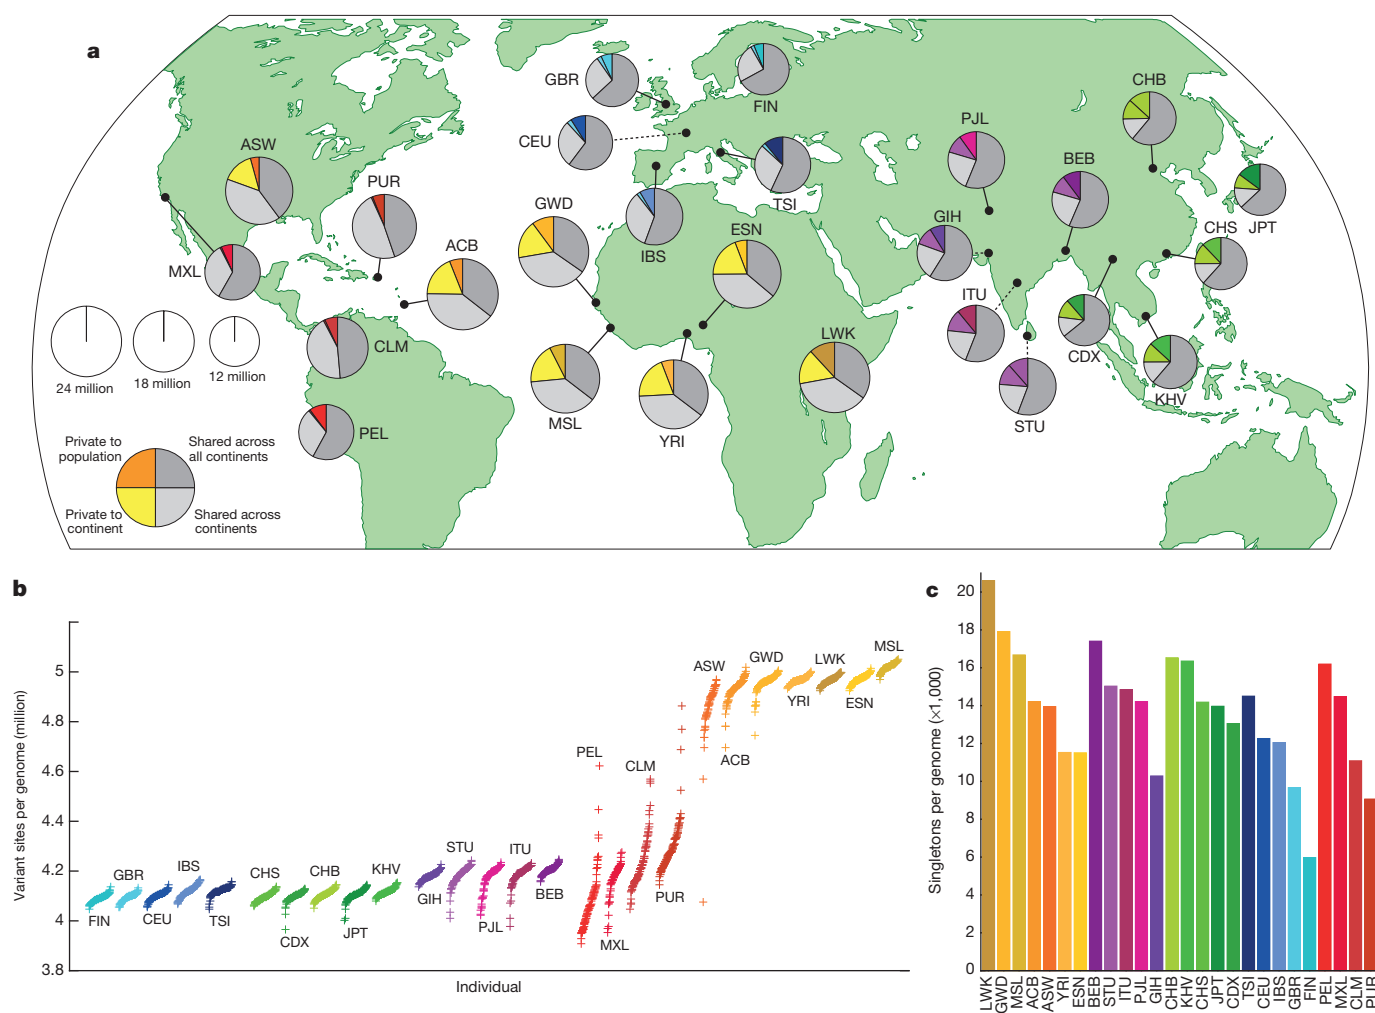 a
GBR
FIN
CHB
CEU
PJL
ASW
BEB
PUR
TSI
GWD
ESN
GIH
CHS
JPT
ACB
IBS
MXL
ITU
CDX
LWK
CLM
24 million
18 million
12 million
KHV
MSL
YRI
STU
PEL
Private to
population
Shared across
all continents
Private to
continent
Shared across
continents
b
Variant sites per genome (million)
5
4.8
4.6
4.4
4.2
4
3.8
FIN
GBR
CEU
IBS
TSI
CHS
CDX
CHB
JPT
KHV
GIH
STU
PJL
ITU
BEB
PEL
MXL
CLM
PUR
ASW
ACB
GWD
YRI
LWK
ESN
MSL
Individual
c
Singletons per genome (×1,000)
20
18
16
14
12
10
8
6
4
2
0
LWK
GWD
MSL
ACB
ASW
YRI
ESN
BEB
STU
ITU
PJL
GIH
CHB
KHV
CHS
JPT
CDX
TSI
CEU
IBS
GBR
FIN
PEL
MXL
CLM
PUR